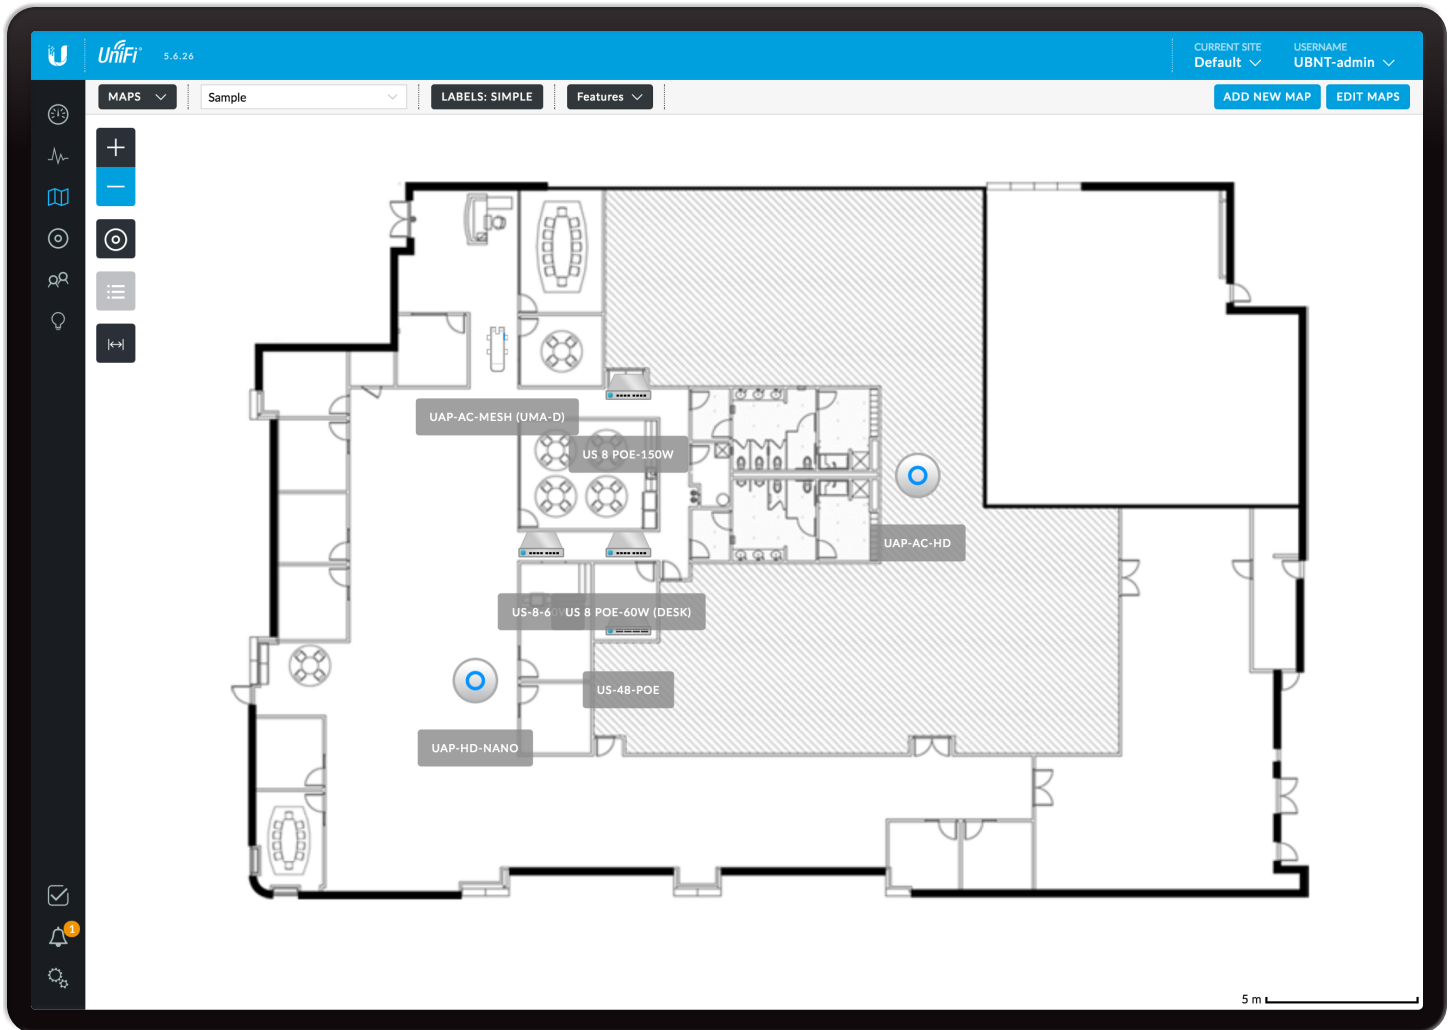 UniFi
5.6.26
CURRENT SITE
Default
USERNAME
UBNT-admin
MAPS
Sample
LABELS: SIMPLE
Features
ADD NEW MAP
EDIT MAPS
UAP-AC-MESH (UMA-D)
US 8 POE-150W
UAP-AC-HD
US-8-6
US 8 POE-60W (DESK)
US-48-POE
UAP-HD-NANO
1
5 m